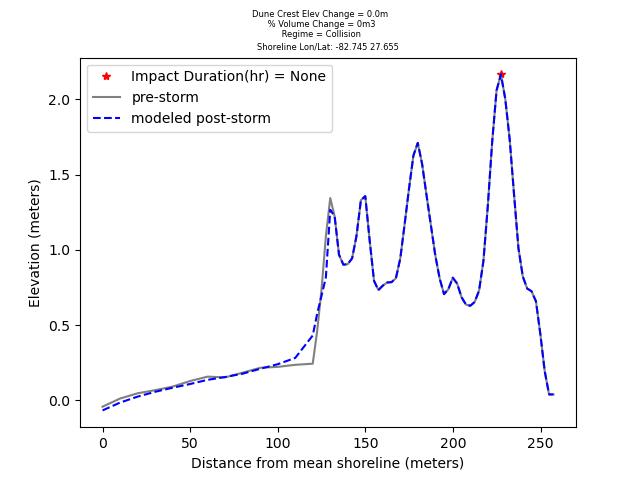 Dune Crest Elev Change = 0.0m
% Volume Change = 0m3
Regime = Collision
Shoreline Lon/Lat: -82.745 27.655
Impact Duration(hr) = None
pre-storm
modeled post-storm
Elevation (meters)
2.0
1.5
1.0
0.5
0.0
0 50 100 150 200 250
Distance from mean shoreline (meters)